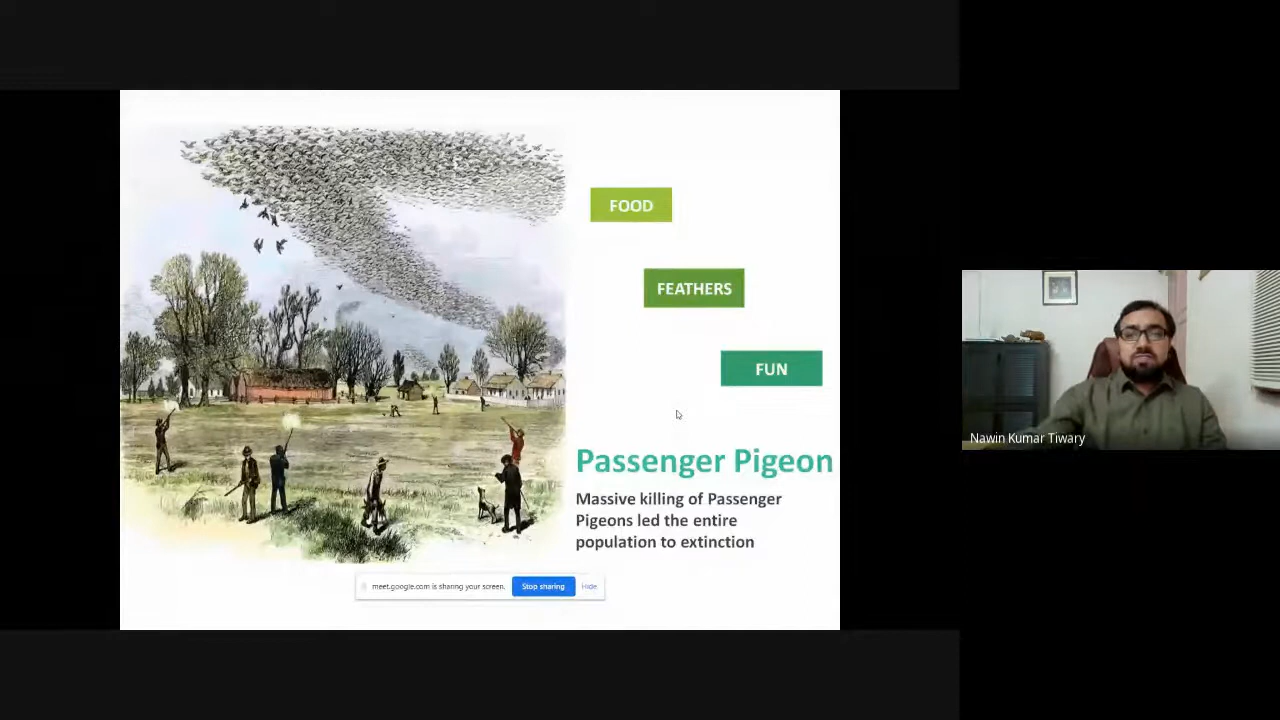 FOOD
FEATHERS
FUN
Passenger Pigeon
Massive killing of Passenger
Pigeons led the entire
population to extinction
meet.google.com is sharing your screen. Stop sharing Hide
Nawin Kumar Tiwary